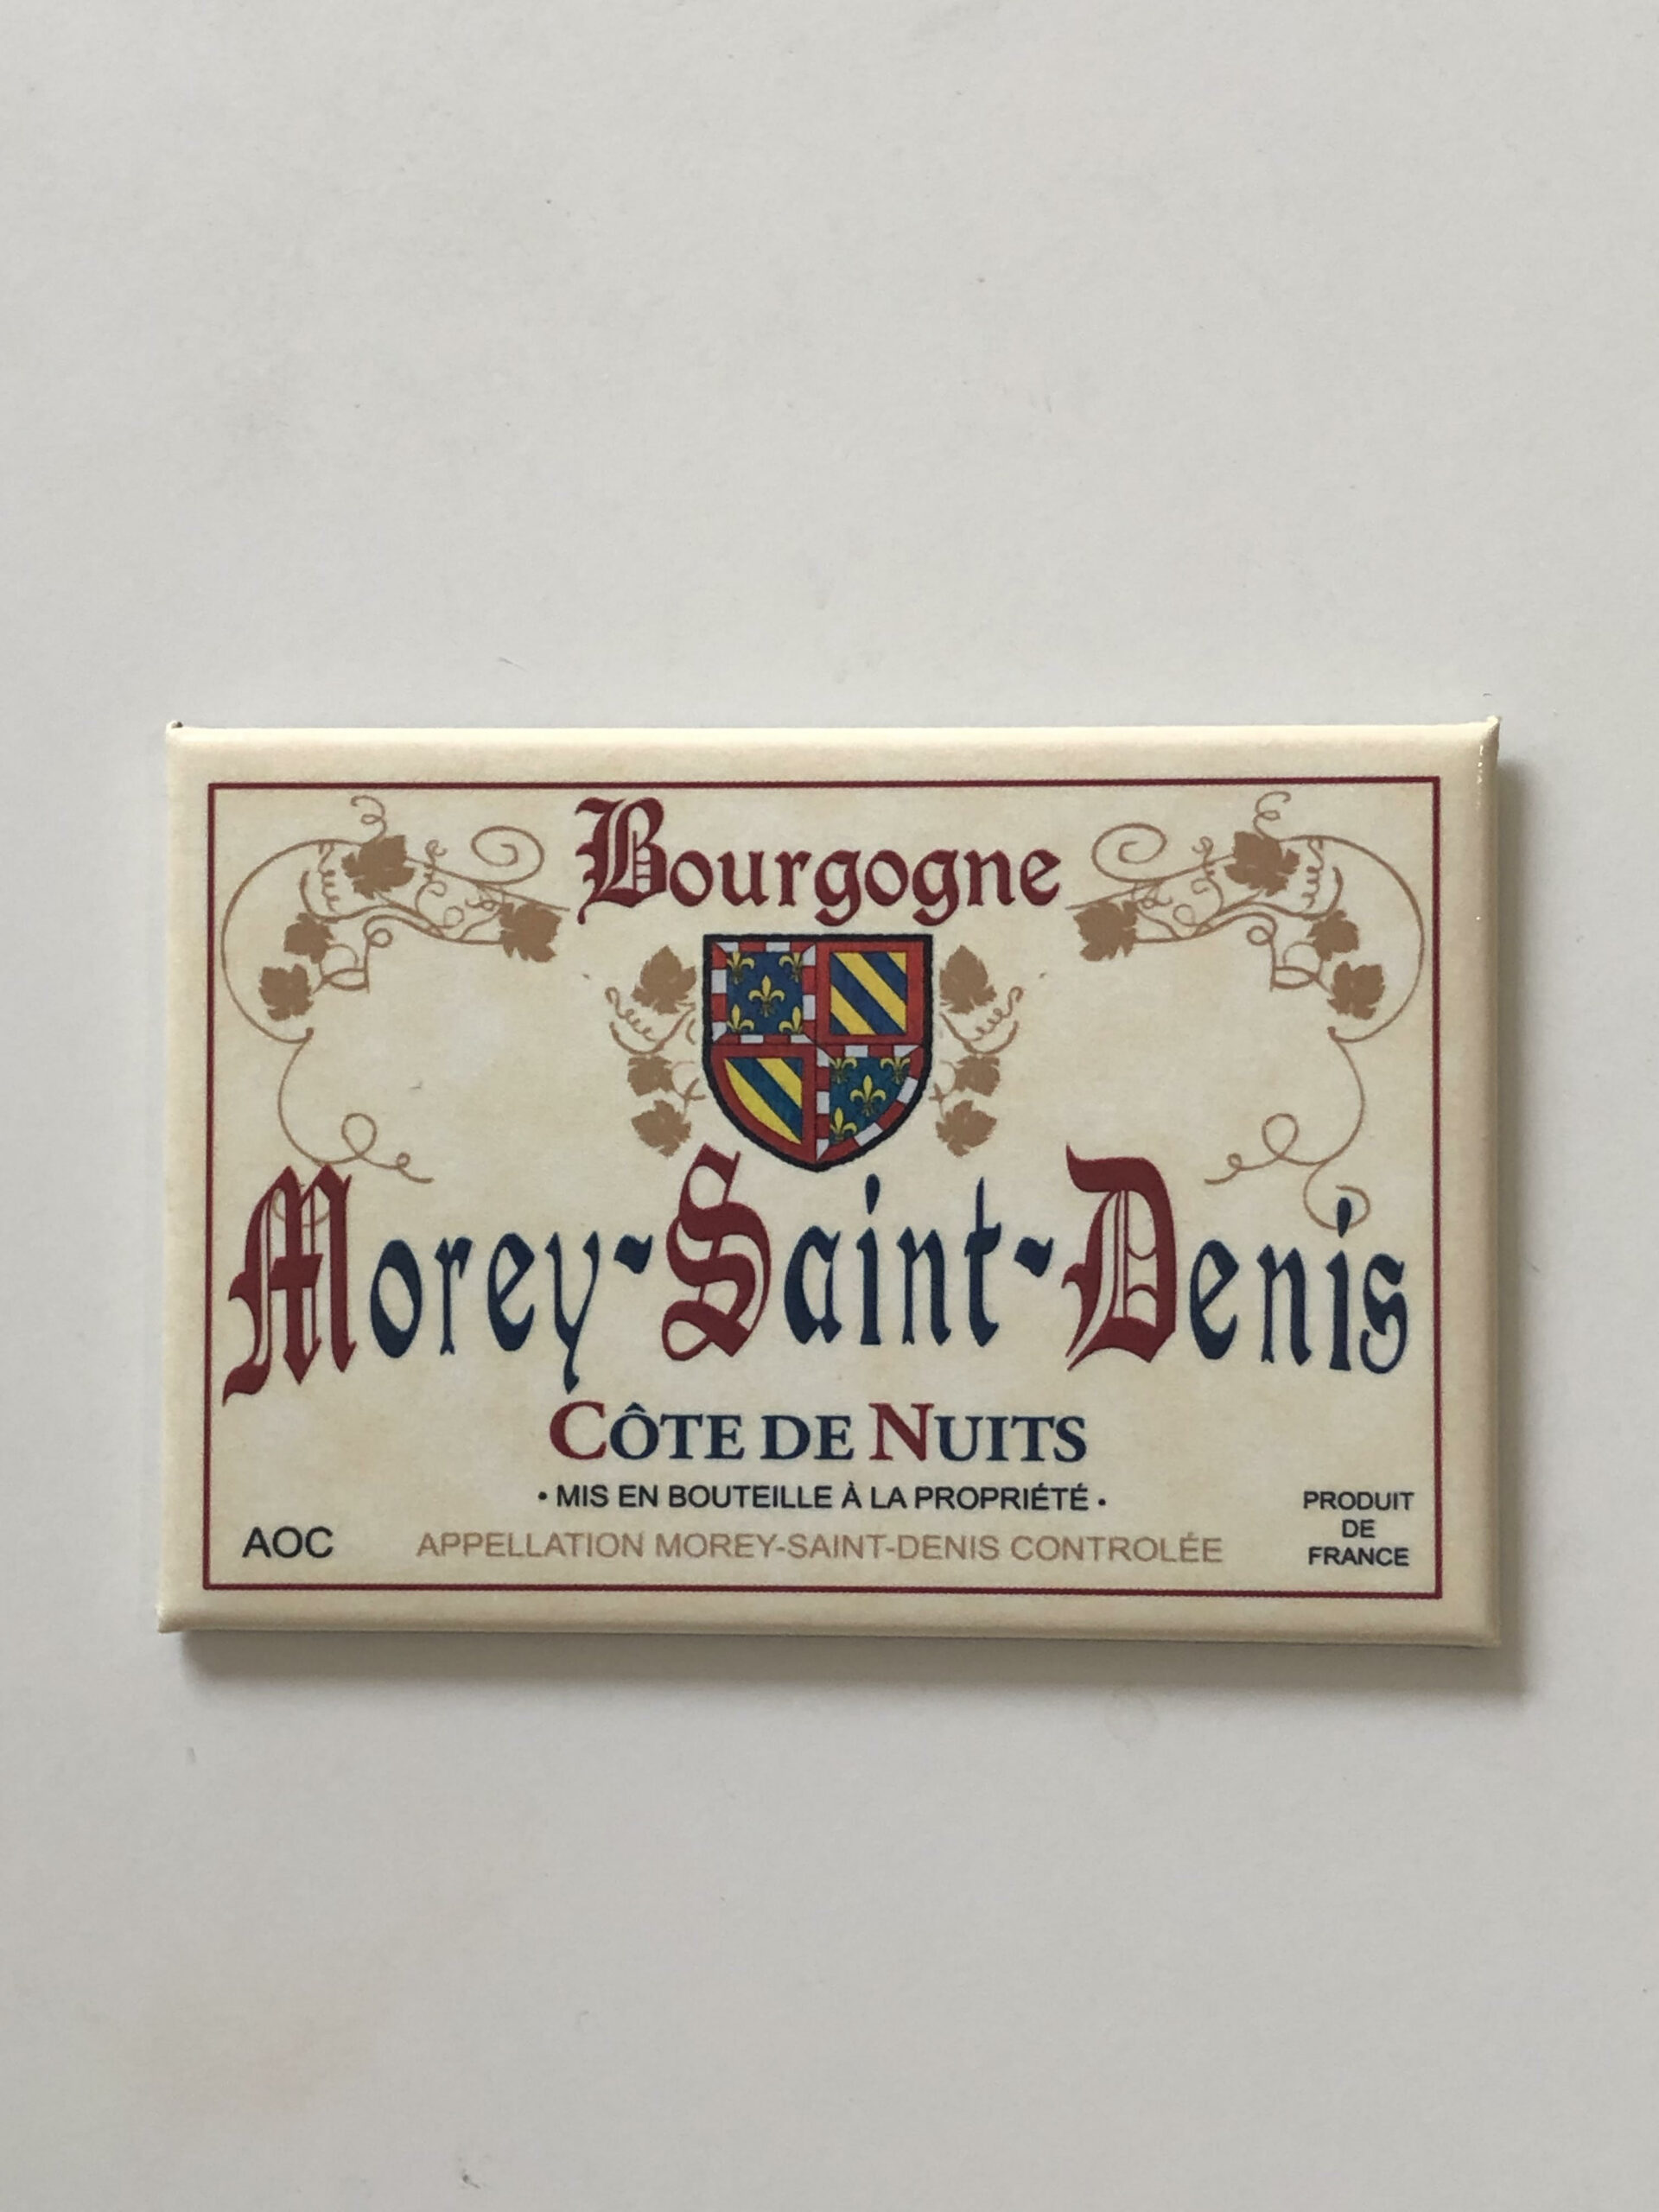 Bourgogne
Morey-Saint-Denis
CÔTE DE NUITS
• MIS EN BOUTEILLE À LA PROPRIÉTÉ •
AOC
APPELLATION MOREY-SAINT-DENIS CONTROLÉE
PRODUIT
DE
FRANCE